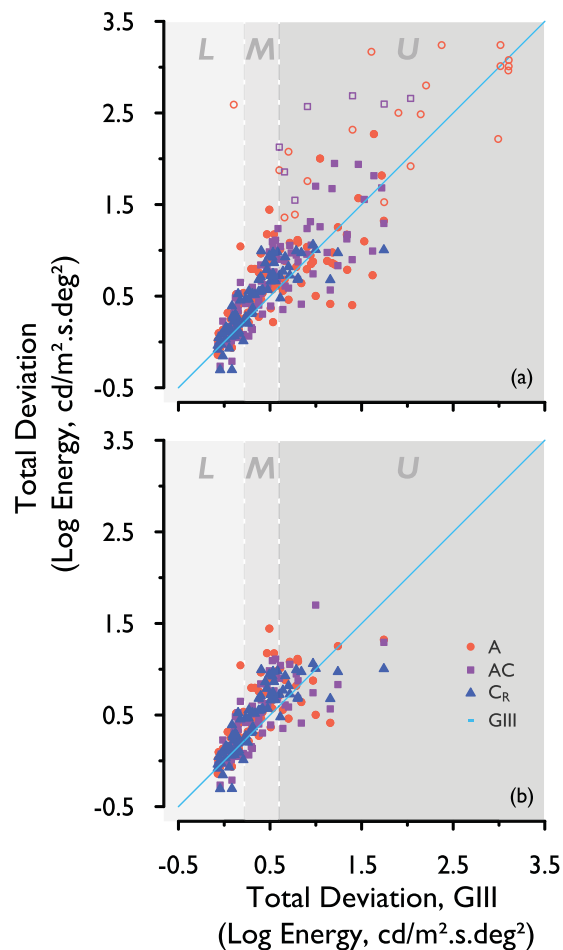 3.5
L M U
2.5
1.5
0.5
-0.5
(a)
Total Deviation
(Log Energy, cd/m².s.deg²)
3.5
L M U
2.5
1.5
A
AC
C_R
GIII
0.5
-0.5
(b)
-0.5 0.5 1.5 2.5 3.5
Total Deviation, GIII
(Log Energy, cd/m².s.deg²)